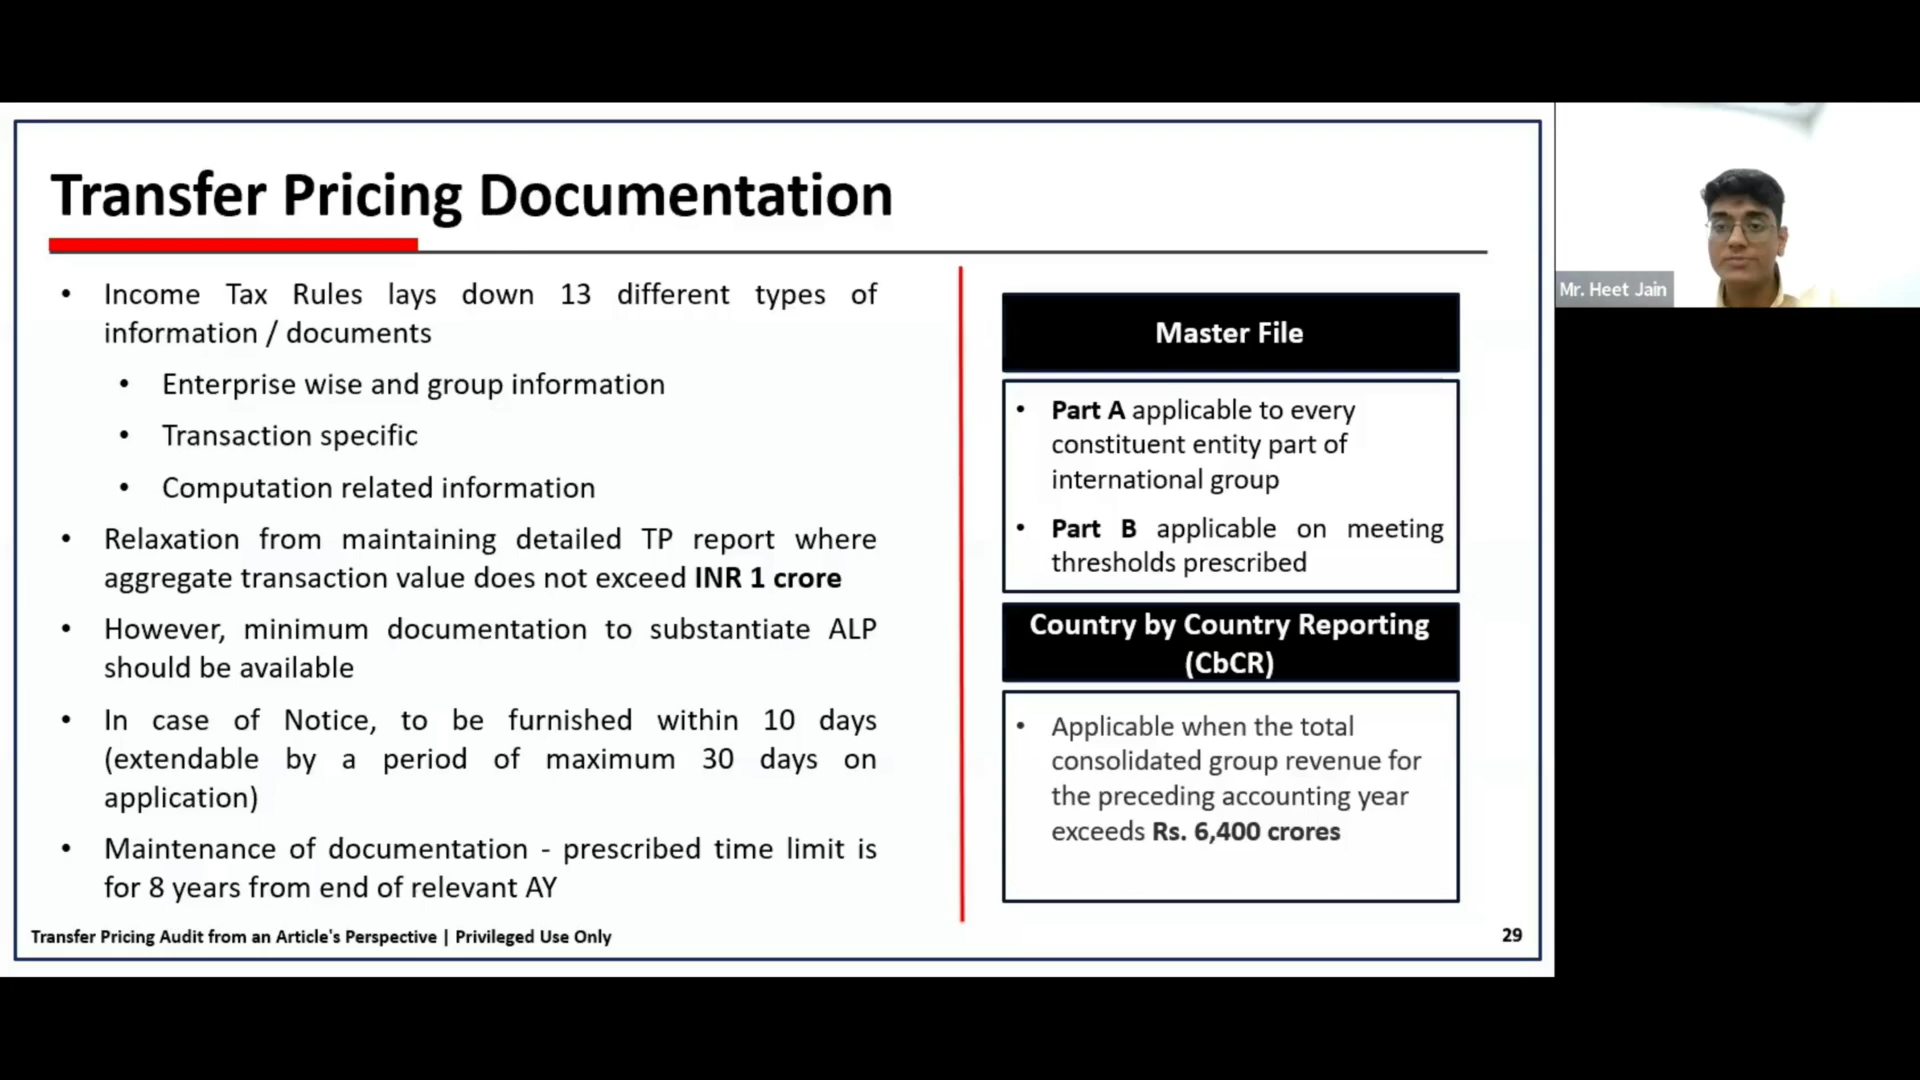 Transfer Pricing Documentation
• Income Tax Rules lays down 13 different types of
information / documents
• Enterprise wise and group information
• Transaction specific
• Computation related information
• Relaxation from maintaining detailed TP report where
aggregate transaction value does not exceed INR 1 crore
• However, minimum documentation to substantiate ALP
should be available
• In case of Notice, to be furnished within 10 days
(extendable by a period of maximum 30 days on
application)
• Maintenance of documentation - prescribed time limit is
for 8 years from end of relevant AY
Master File
• Part A applicable to every
constituent entity part of
international group
• Part B applicable on meeting
thresholds prescribed
Country by Country Reporting
(CbCR)
• Applicable when the total
consolidated group revenue for
the preceding accounting year
exceeds Rs. 6,400 crores
Transfer Pricing Audit from an Article's Perspective | Privileged Use Only
29
Mr. Heet Jain